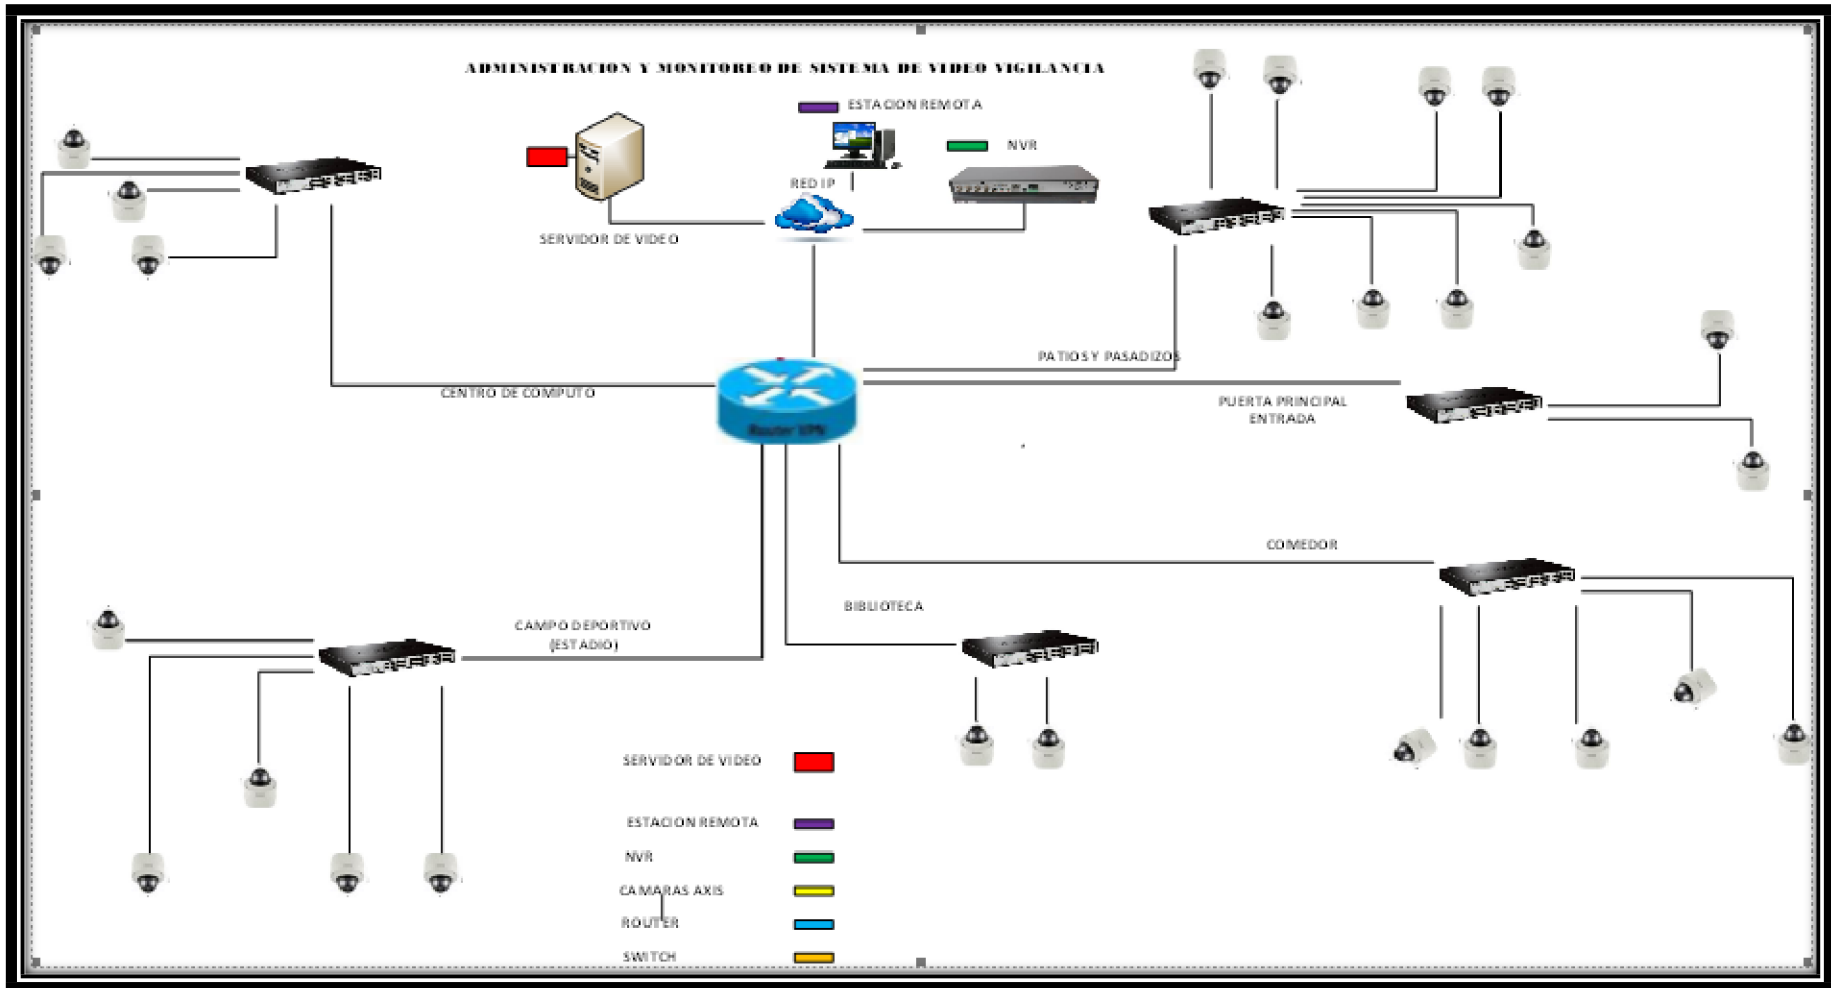 ADMINISTRACION Y MONITOREO DE SISTEMA DE VIDEO VIGILANCIA
ESTACION REMOTA
NVR
RED IP
SERVIDOR DE VIDEO
PATIOS Y PASADIZOS
CENTRO DE COMPUTO
PUERTA PRINCIPAL
ENTRADA
Router VPN
COMEDOR
BIBLIOTECA
CAMPO DEPORTIVO
(ESTADIO)
SERVIDOR DE VIDEO
ESTACION REMOTA
NVR
CAMARAS AXIS
ROUTER
SWITCH